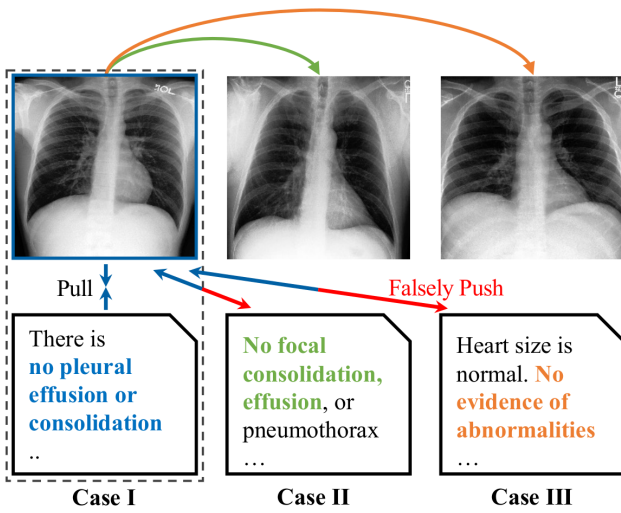 Pull
Falsely Push
There is
no pleural
effusion or
consolidation
..
No focal
consolidation,
effusion, or
pneumothorax
…
Heart size is
normal. No
evidence of
abnormalities
…
Case I
Case II
Case III